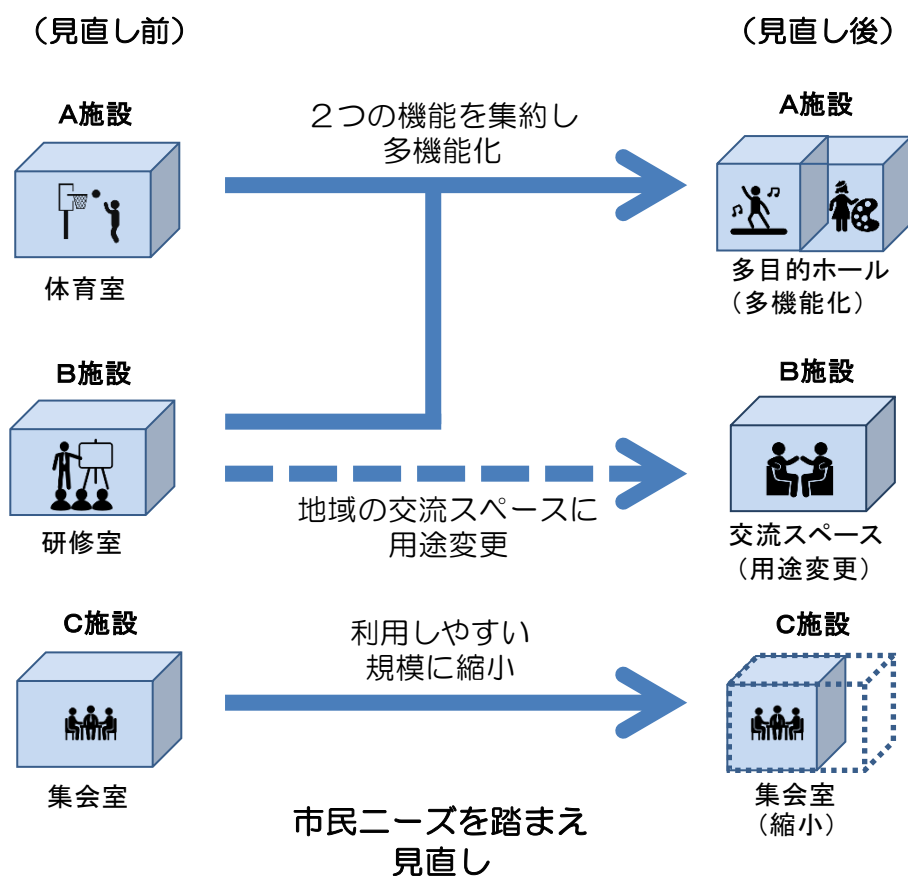 （見直し前）
（見直し後）
A施設
２つの機能を集約し
多機能化
A施設
体育室
多目的ホール
（多機能化）
B施設
B施設
研修室
地域の交流スペースに
用途変更
交流スペース
（用途変更）
C施設
利用しやすい
規模に縮小
C施設
集会室
集会室
（縮小）
市民ニーズを踏まえ
見直し